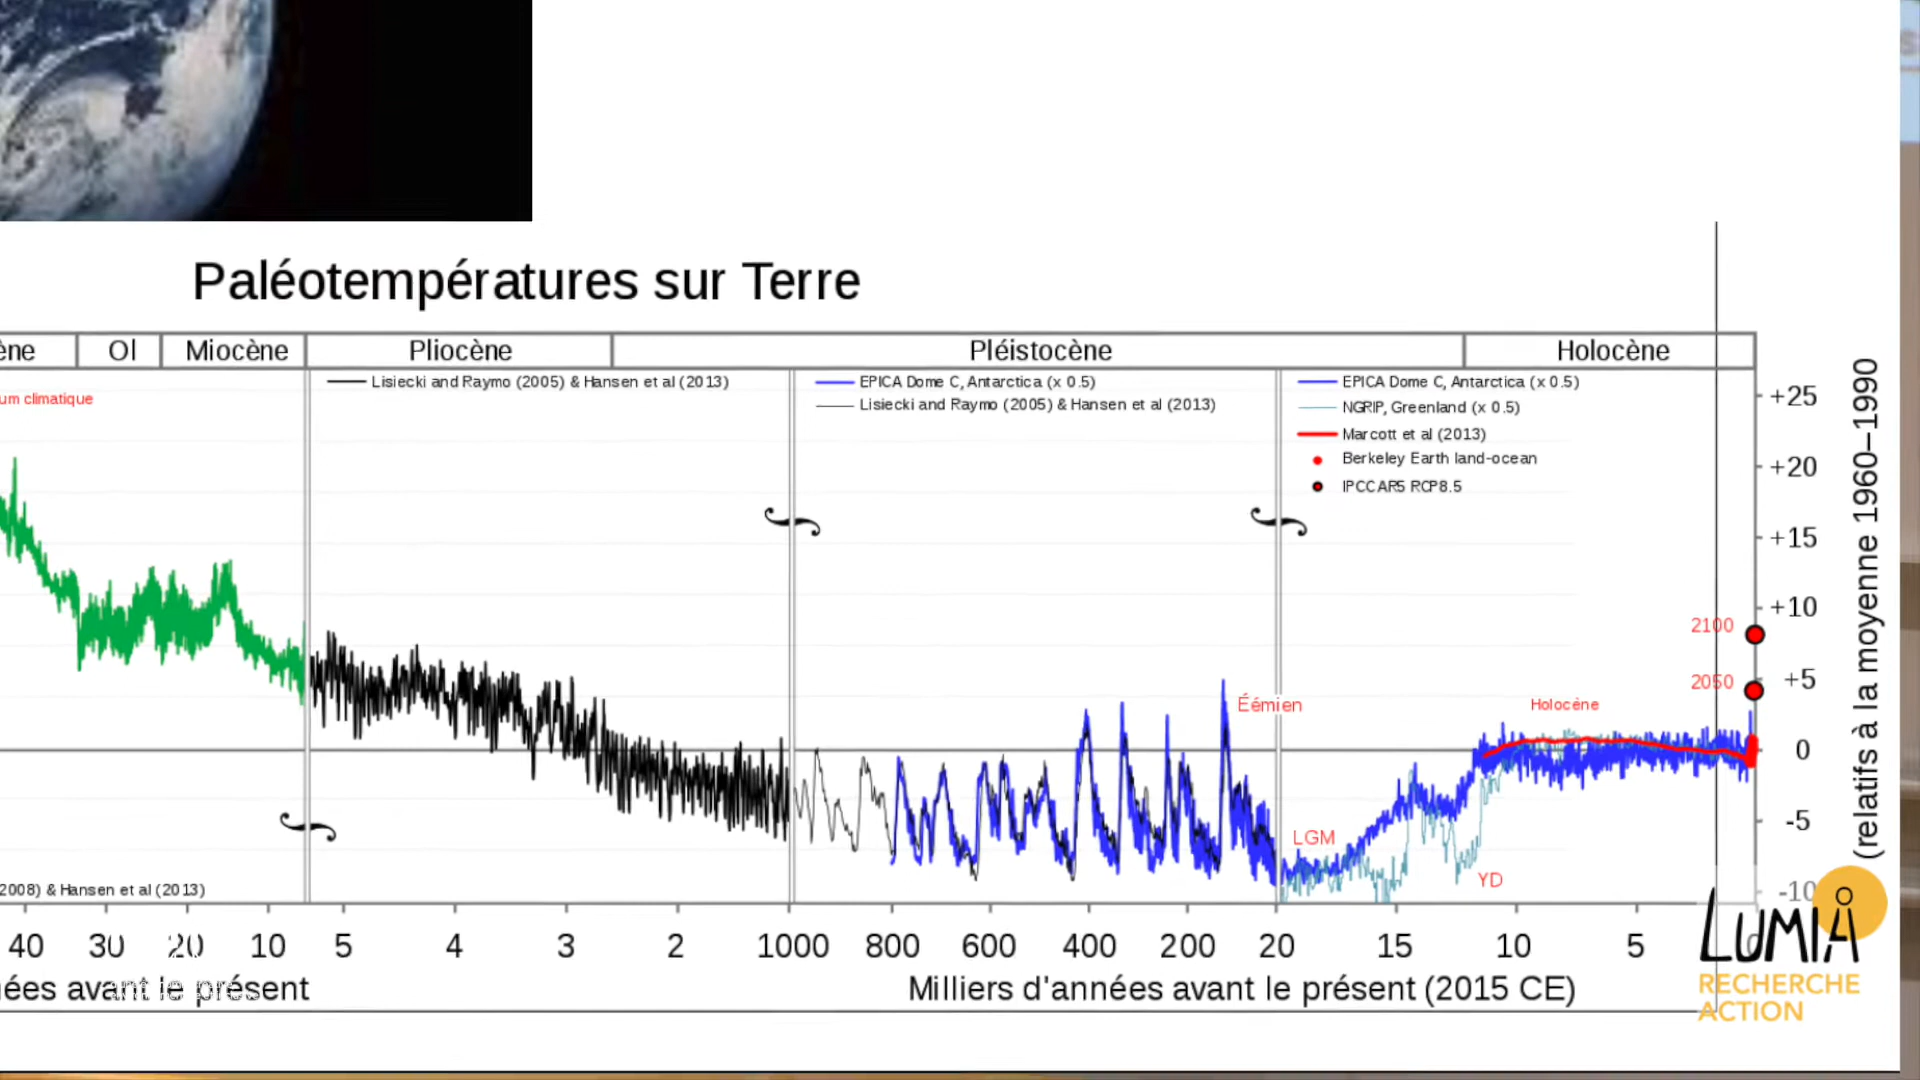 Paléotempératures sur Terre
ène Ol Miocène Pliocène Pléistocène Holocène
um climatique
Lisiecki and Raymo (2005) & Hansen et al (2013)
EPICA Dome C, Antarctica (x 0.5)
Lisiecki and Raymo (2005) & Hansen et al (2013)
EPICA Dome C, Antarctica (x 0.5)
NGRIP, Greenland (x 0.5)
Marcott et al (2013)
Berkeley Earth land-ocean
IPCC AR5 RCP8.5
+25
+20
+15
+10
+5
0
-5
-10
(relatifs à la moyenne 1960–1990
2100
2050
Éémien
Holocène
LGM
YD
2008) & Hansen et al (2013)
40 30 20 10 5 4 3 2 1000 800 600 400 200 20 15 10 5 0
ées avant le présent
Milliers d'années avant le présent (2015 CE)
LUMIÀ
RECHERCHE
ACTION